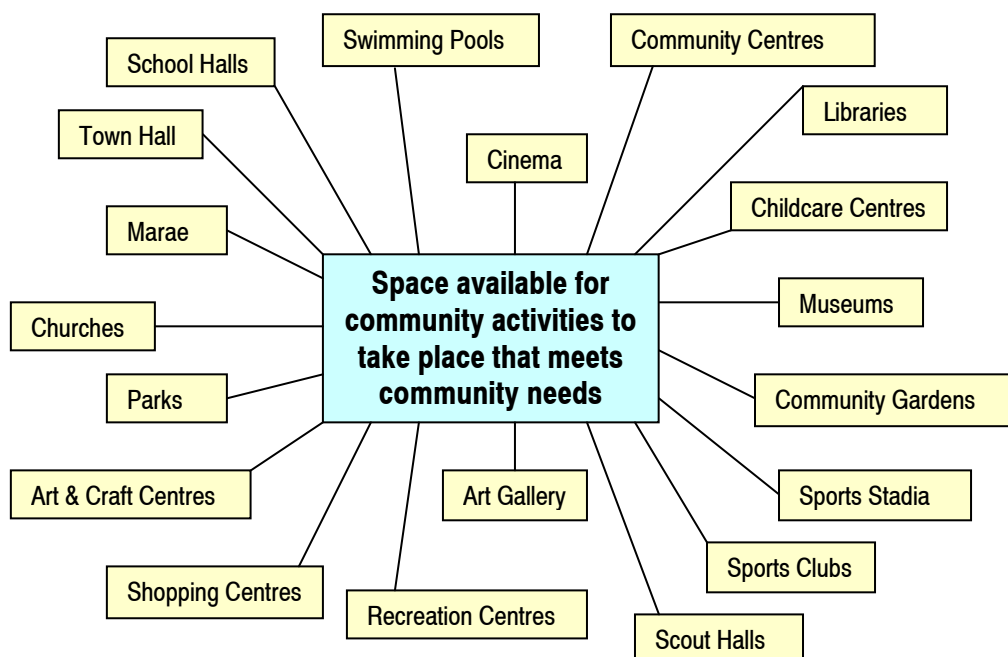 Swimming Pools
Community Centres
School Halls
Libraries
Town Hall
Cinema
Childcare Centres
Marae
Space available for
community activities to
take place that meets
community needs
Museums
Churches
Parks
Community Gardens
Art & Craft Centres
Art Gallery
Sports Stadia
Sports Clubs
Shopping Centres
Recreation Centres
Scout Halls